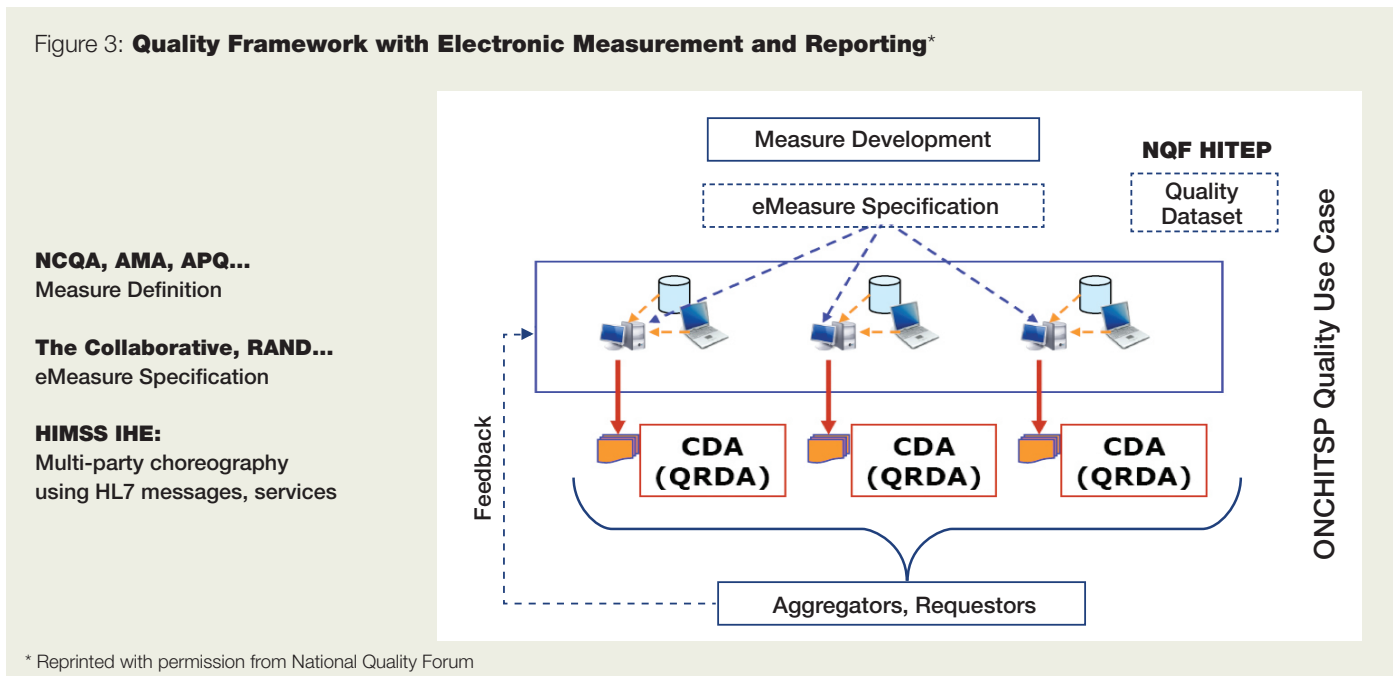 Figure 3: Quality Framework with Electronic Measurement and Reporting*
NCQA, AMA, APQ...
Measure Definition
The Collaborative, RAND...
eMeasure Specification
HIMSS IHE:
Multi-party choreography
using HL7 messages, services
Measure Development
eMeasure Specification
NQF HITEP
Quality
Dataset
ONCHITSP Quality Use Case
Feedback
CDA
(QRDA)
CDA
(QRDA)
CDA
(QRDA)
Aggregators, Requestors
* Reprinted with permission from National Quality Forum